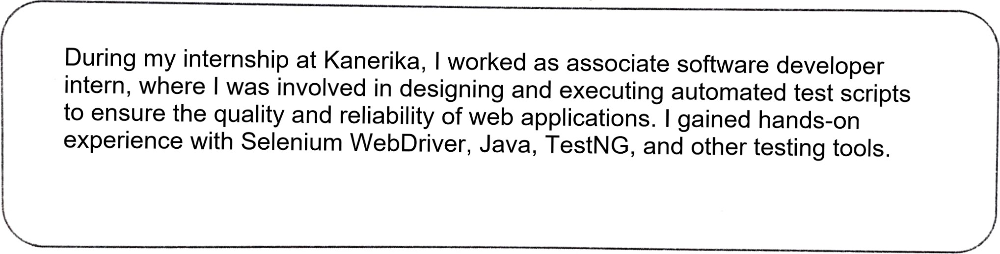 During my internship at Kanerika, I worked as associate software developer
intern, where I was involved in designing and executing automated test scripts
to ensure the quality and reliability of web applications. I gained hands-on
experience with Selenium WebDriver, Java, TestNG, and other testing tools.